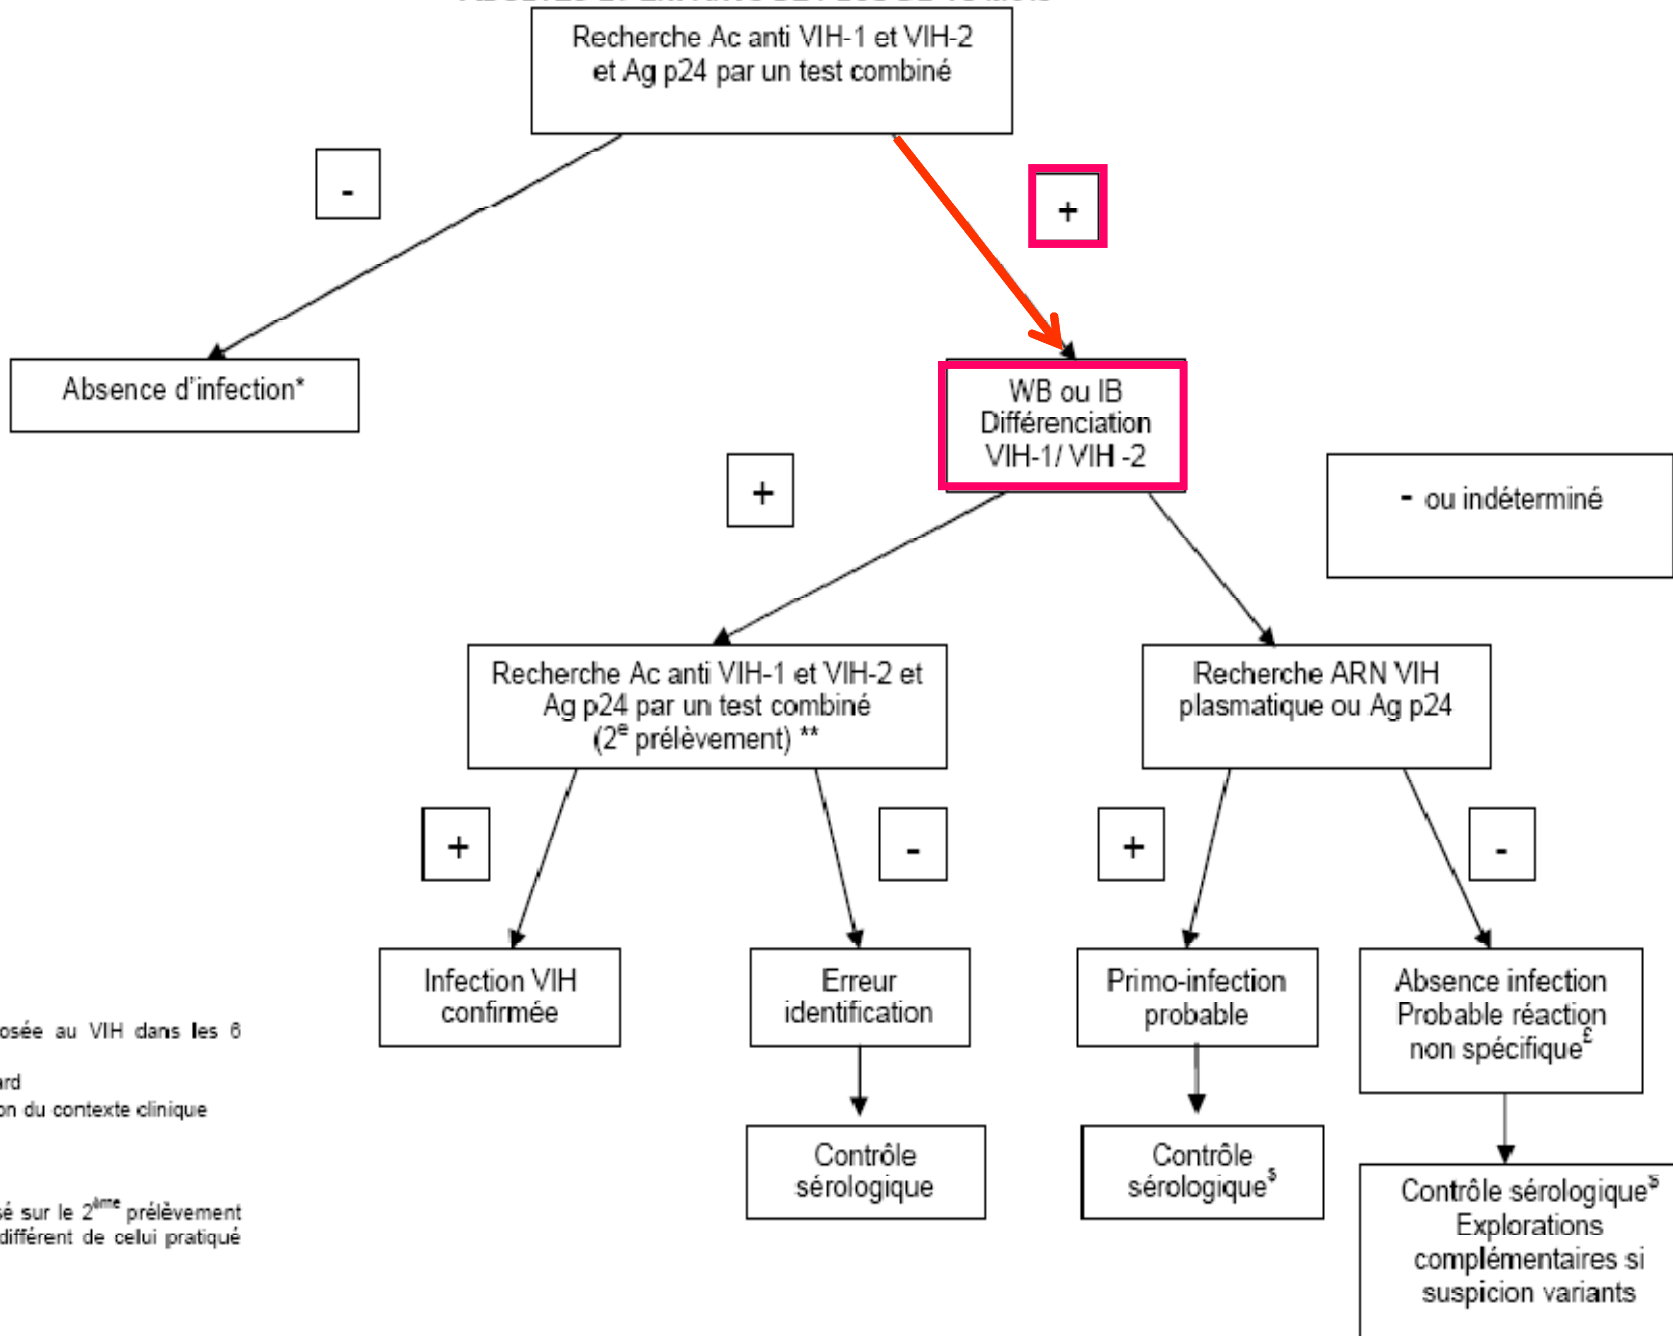 Recherche Ac anti VIH-1 et VIH-2
et Ag p24 par un test combiné
-
+
Absence d'infection*
WB ou IB
Différenciation
VIH-1/ VIH -2
+
- ou indéterminé
Recherche Ac anti VIH-1 et VIH-2 et
Ag p24 par un test combiné
(2e prélèvement) **
Recherche ARN VIH
plasmatique ou Ag p24
+
-
+
-
Infection VIH
confirmée
Erreur
identification
Primo-infection
probable
Absence infection
Probable réaction
non spécifique£
Contrôle
sérologique
Contrôle
sérologique$
Contrôle sérologique$
Explorations
complémentaires si
suspicion variants
osée au VIH dans les 6
ard
on du contexte clinique
sé sur le 2ème prélèvement
différent de celui pratiqué